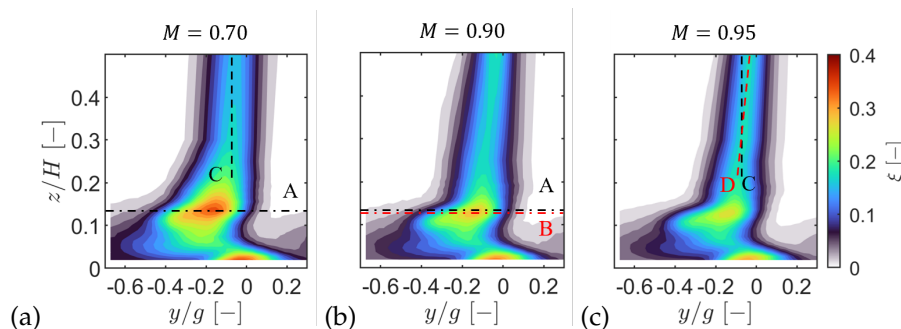 M = 0.70
M = 0.90
M = 0.95
z/H [−]
0.4
0.3
0.2
0.1
0
C
A
A
B
D
C
0.4
0.3
0.2
0.1
0
ξ [−]
-0.6 -0.4 -0.2 0 0.2
-0.6 -0.4 -0.2 0 0.2
-0.6 -0.4 -0.2 0 0.2
(a) y/g [−]
(b) y/g [−]
(c) y/g [−]